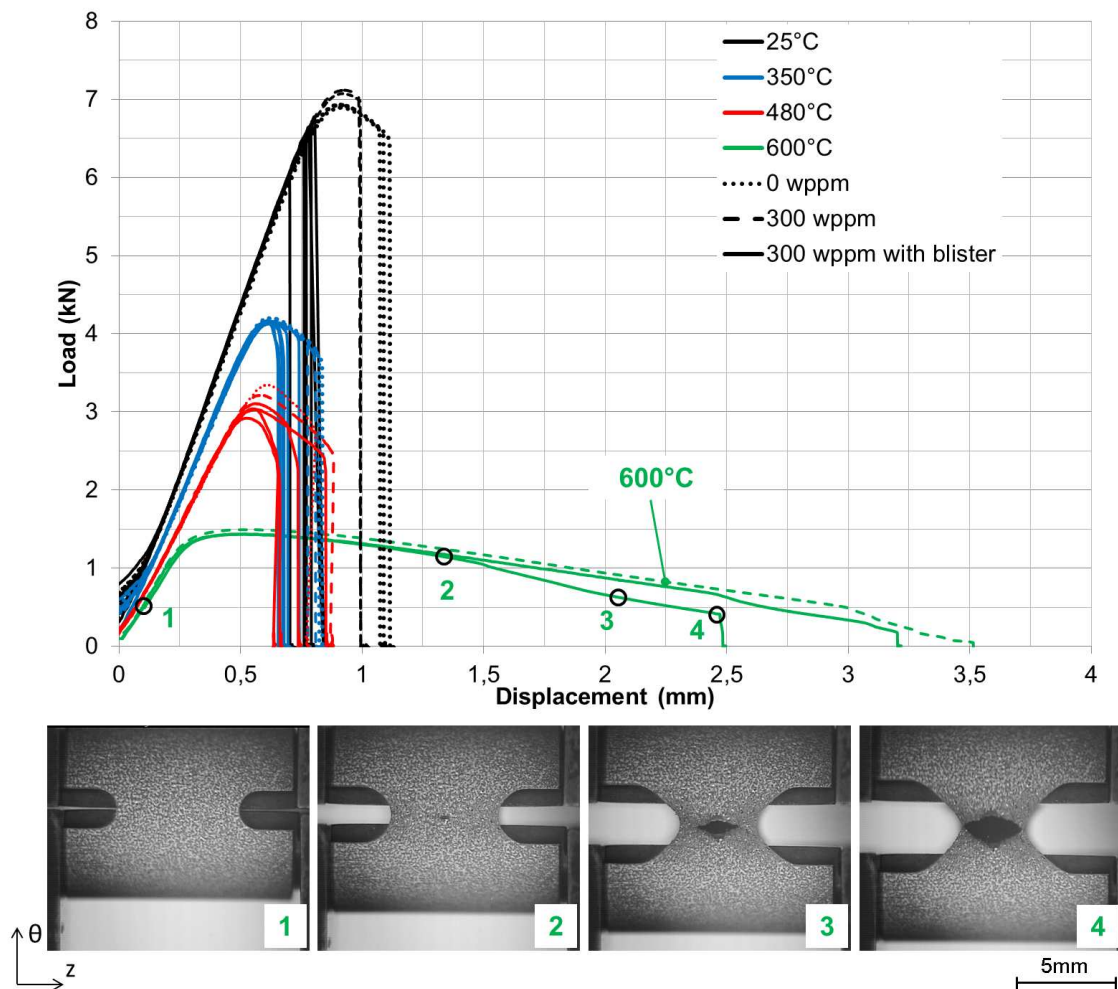 8
7
6
5
4
3
2
1
0
Load (kN)
25°C
350°C
480°C
600°C
0 wppm
300 wppm
300 wppm with blister
600°C
1
2
3
4
0 0,5 1 1,5 2 2,5 3 3,5 4
Displacement (mm)
1 2 3 4
θ
z
5mm